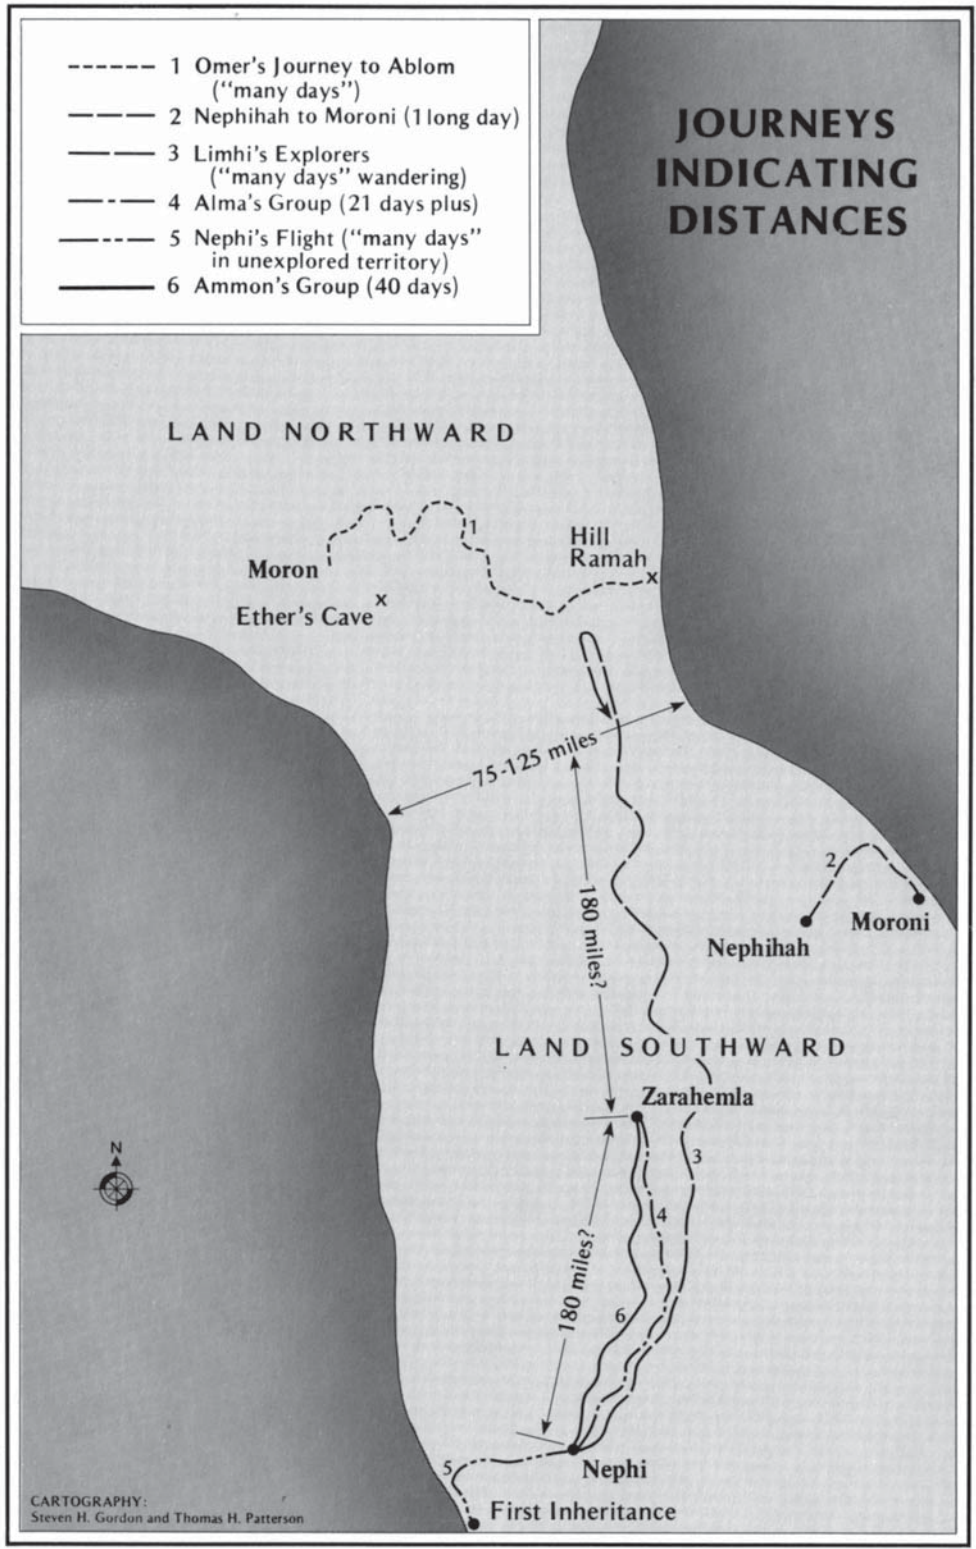 1 Omer's Journey to Ablom
("many days")
2 Nephihah to Moroni (1 long day)
3 Limhi's Explorers
("many days" wandering)
4 Alma's Group (21 days plus)
5 Nephi's Flight ("many days"
in unexplored territory)
6 Ammon's Group (40 days)
JOURNEYS
INDICATING
DISTANCES
LAND NORTHWARD
1
Hill
Ramah
x
Moron
x
Ether's Cave
75-125 miles
2
Moroni
Nephihah
180 miles?
LAND SOUTHWARD
Zarahemla
N
3
4
180 miles?
6
5
Nephi
First Inheritance
CARTOGRAPHY:
Steven H. Gordon and Thomas H. Patterson